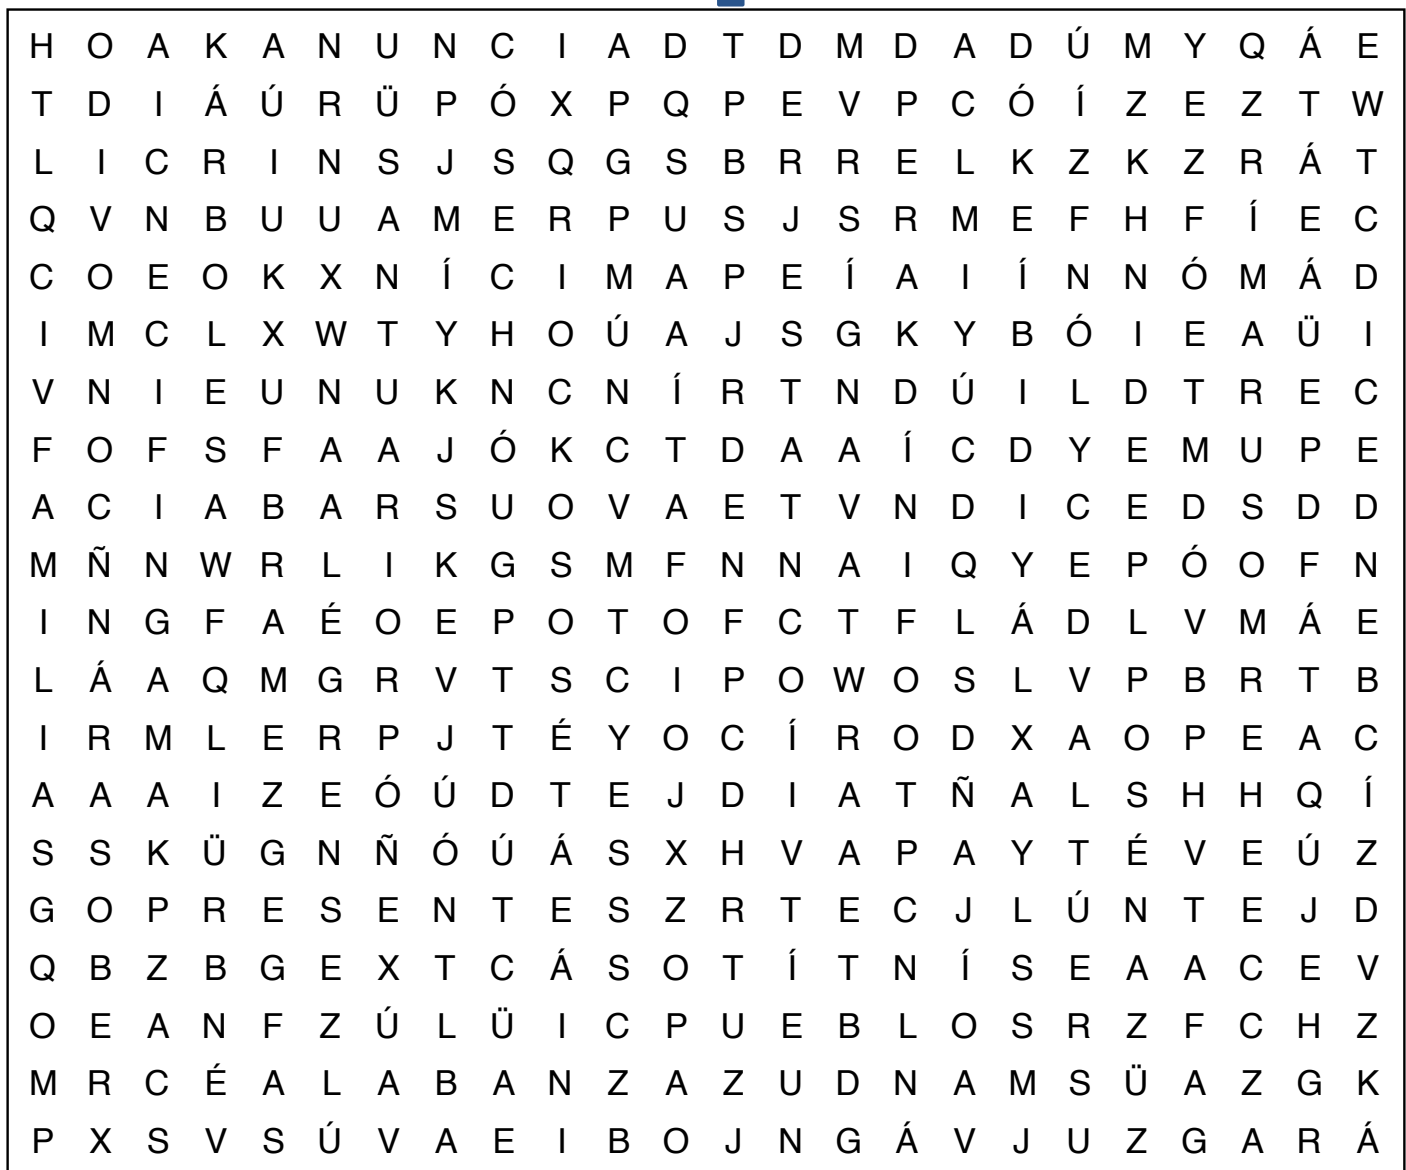 H O A K A N U N C I A D T D M D A D Ú M Y Q Á E
T D I Á Ú R Ü P Ó X P Q P E V P C Ó Í Z E Z T W
L I C R I N S J S Q G S B R R E L K Z K Z R Á T
Q V N B U U A M E R P U S J S R M E F H F Í E C
C O E O K X N Í C I M A P E Í A I Í N N Ó M Á D
I M C L X W T Y H O Ú A J S G K Y B Ó I E A Ü I
V N I E U N U K N C N Í R T N D Ú I L D T R E C
F O F S F A A J Ó K C T D A A Í C D Y E M U P E
A C I A B A R S U O V A E T V N D I C E D S D D
M Ñ N W R L I K G S M F N N A I Q Y E P Ó O F N
I N G F A É O E P O T O F C T F L Á D L V M Á E
L Á A Q M G R V T S C I P O W O S L V P B R T B
I R M L E R P J T É Y O C Í R O D X A O P E A C
A A A I Z E Ó Ú D T E J D I A T Ñ A L S H H Q Í
S S K Ü G N Ñ Ó Ú Á S X H V A P A Y T É V E Ú Z
G O P R E S E N T E S Z R T E C J L Ú N T E J D
Q B Z B G E X T C Á S O T Í T N Í S E A A C E V
O E A N F Z Ú L Ü I C P U E B L O S R Z F C H Z
M R C É A L A B A N Z A Z U D N A M S Ü A Z G K
P X S V S Ú V A E I B O J N G Á V J U Z G A R Á